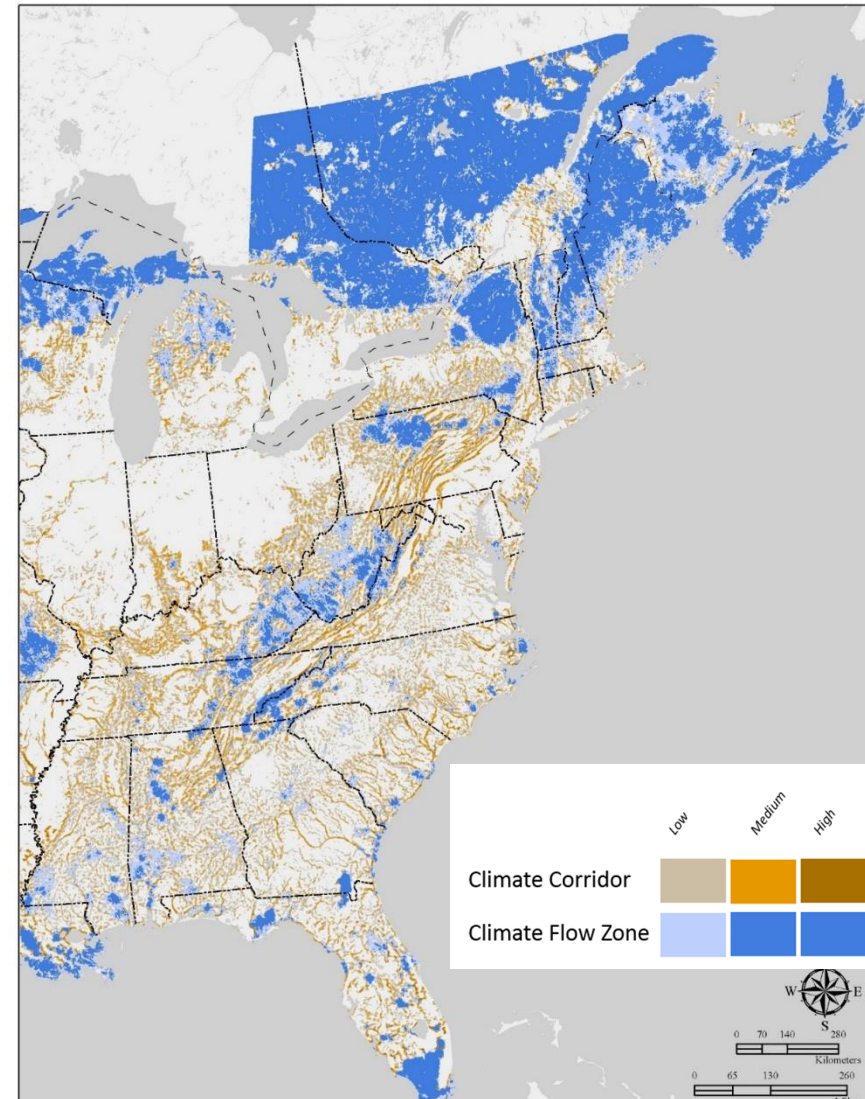 Low Medium High
Climate Corridor
Climate Flow Zone
N
W E
S
0 70 140 280
Kilometers
0 65 130 260